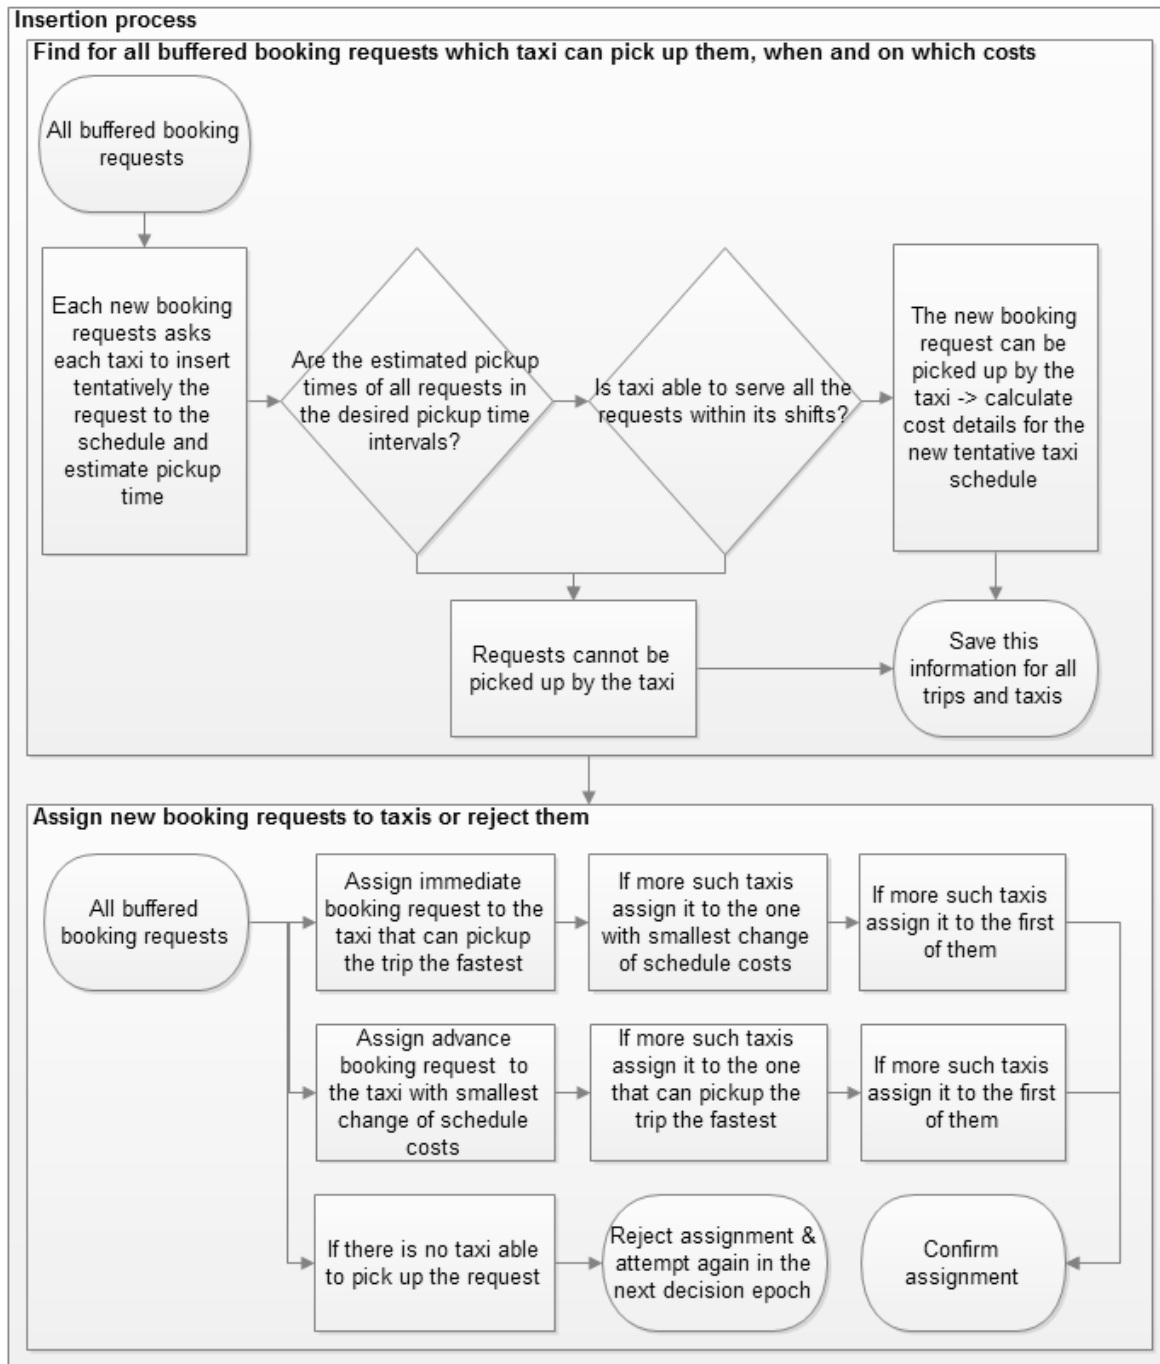 Insertion process
Find for all buffered booking requests which taxi can pick up them, when and on which costs
All buffered booking
requests
Each new booking
requests asks
each taxi to insert
tentatively the
request to the
schedule and
estimate pickup
time
Are the estimated pickup
times of all requests in
the desired pickup time
intervals?
Is taxi able to serve all the
requests within its shifts?
The new booking
request can be
picked up by the
taxi -> calculate
cost details for the
new tentative taxi
schedule
Requests cannot be
picked up by the taxi
Save this
information for all
trips and taxis
Assign new booking requests to taxis or reject them
All buffered
booking requests
Assign immediate
booking request to the
taxi that can pickup
the trip the fastest
If more such taxis
assign it to the one
with smallest change
of schedule costs
If more such taxis
assign it to the first
of them
Assign advance
booking request to
the taxi with smallest
change of schedule
costs
If more such taxis
assign it to the one
that can pickup the
trip the fastest
If more such taxis
assign it to the first
of them
If there is no taxi able
to pick up the request
Reject assignment &
attempt again in the
next decision epoch
Confirm
assignment